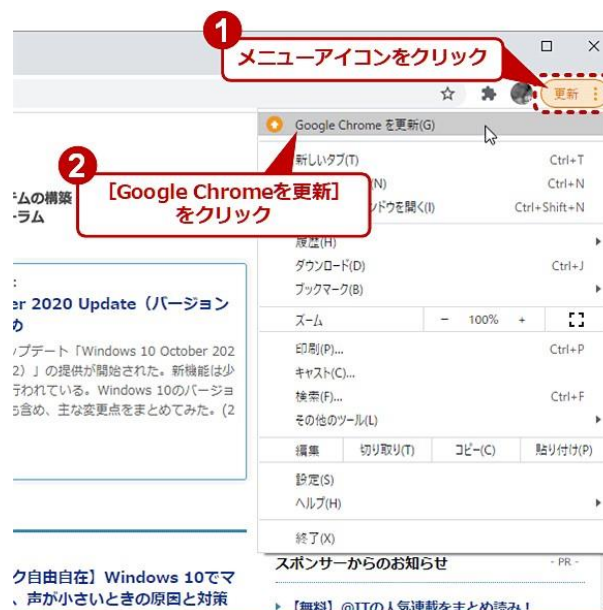 1
メニューアイコンをクリック
更新
Google Chrome を更新(G)
2
[Google Chromeを更新]
をクリック
新しいタブ(T) Ctrl+T
(N) Ctrl+N
ンドウを開く(I) Ctrl+Shift+N
履歴(H)
ダウンロード(D) Ctrl+J
ブックマーク(B)
ズーム - 100% +
印刷(P)... Ctrl+P
キャスト(C)...
検索(F)... Ctrl+F
その他のツール(L)
編集 切り取り(T) コピー(C) 貼り付け(P)
設定(S)
ヘルプ(H)
終了(X)
テムの構築
ーラム
:
er 2020 Update（バージョン
め
ップデート「Windows 10 October 202
2）」の提供が開始された。新機能は少
行われている。Windows 10のバージョ
も含め、主な変更点をまとめてみた。(2
スポンサーからのお知らせ - PR -
ク自由自在】Windows 10でマ
、声が小さいときの原因と対策
【無料】@ITの人気連載をまとめ読み！